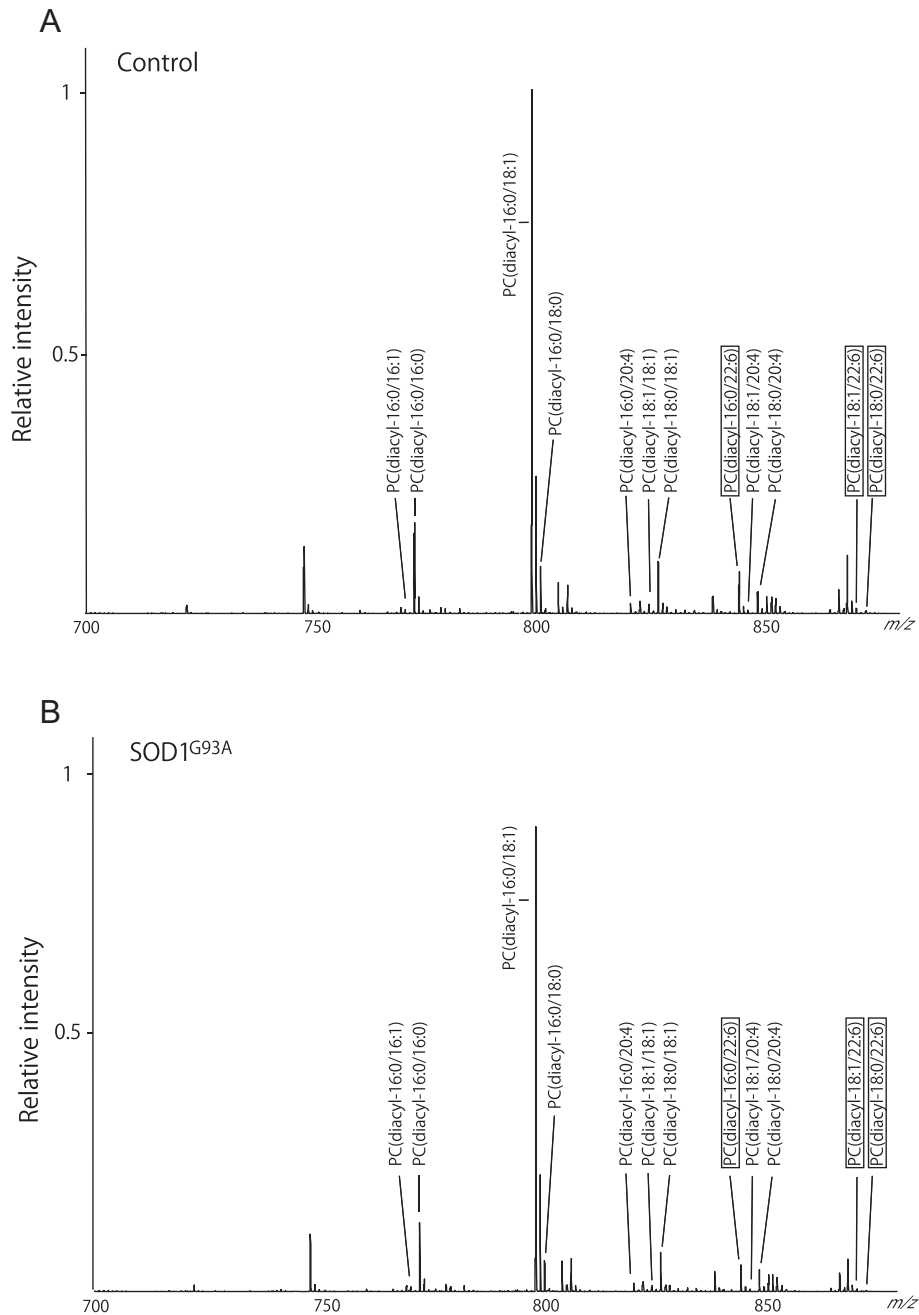 A
Control
1
0.5
Relative intensity
PC(diacyl-16:0/16:1)
PC(diacyl-16:0/16:0)
PC(diacyl-16:0/18:1)
PC(diacyl-16:0/18:0)
PC(diacyl-16:0/20:4)
PC(diacyl-18:1/18:1)
PC(diacyl-18:0/18:1)
PC(diacyl-16:0/22:6)
PC(diacyl-18:1/20:4)
PC(diacyl-18:0/20:4)
PC(diacyl-18:1/22:6)
PC(diacyl-18:0/22:6)
700 750 800 850 m/z
B
SOD1G93A
1
0.5
Relative intensity
PC(diacyl-16:0/16:1)
PC(diacyl-16:0/16:0)
PC(diacyl-16:0/18:1)
PC(diacyl-16:0/18:0)
PC(diacyl-16:0/20:4)
PC(diacyl-18:1/18:1)
PC(diacyl-18:0/18:1)
PC(diacyl-16:0/22:6)
PC(diacyl-18:1/20:4)
PC(diacyl-18:0/20:4)
PC(diacyl-18:1/22:6)
PC(diacyl-18:0/22:6)
700 750 800 850 m/z